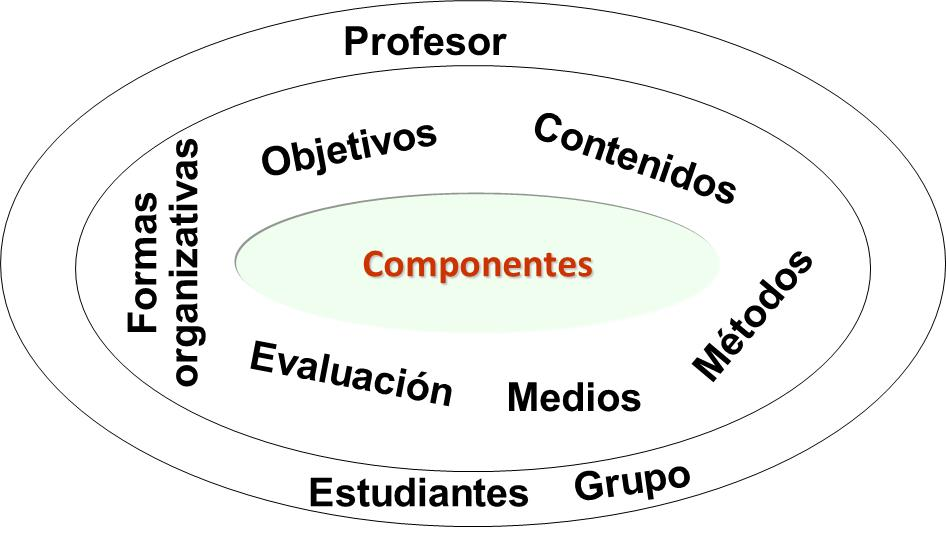 Profesor
Objetivos
Contenidos
Formas
organizativas
Componentes
Métodos
Evaluación
Medios
Estudiantes
Grupo